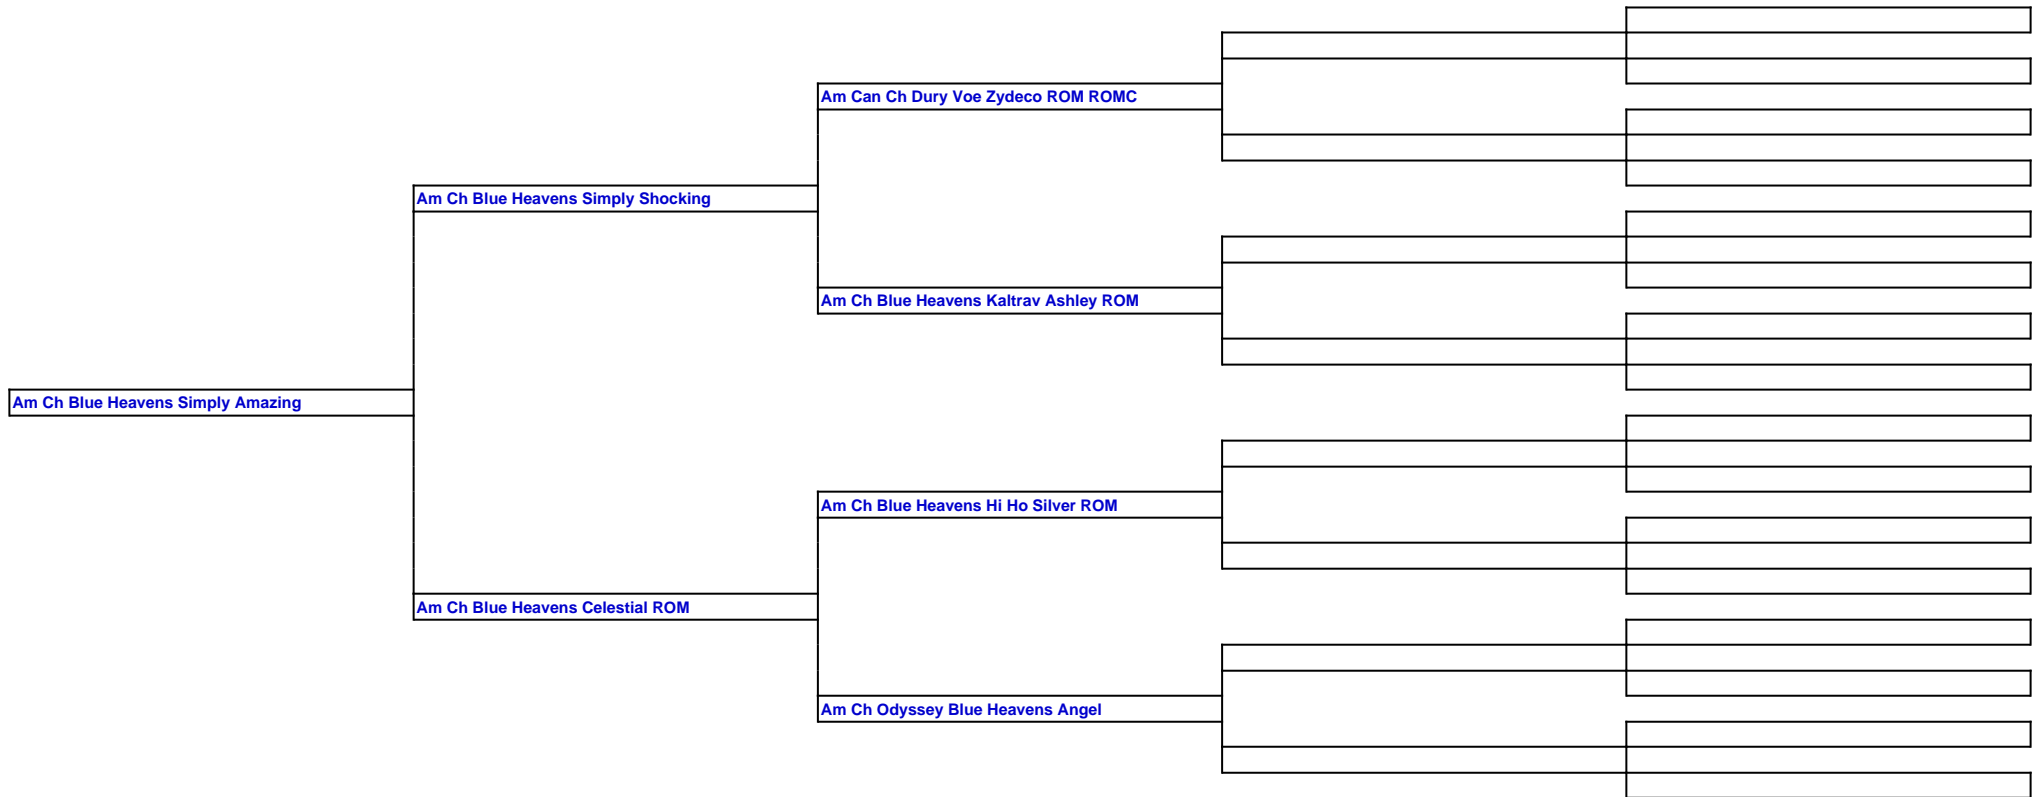 Am Can Ch Dury Voe Zydeco ROM ROMC
Am Ch Blue Heavens Simply Shocking
Am Ch Blue Heavens Kaltrav Ashley ROM
Am Ch Blue Heavens Simply Amazing
Am Ch Blue Heavens Hi Ho Silver ROM
Am Ch Blue Heavens Celestial ROM
Am Ch Odyssey Blue Heavens Angel